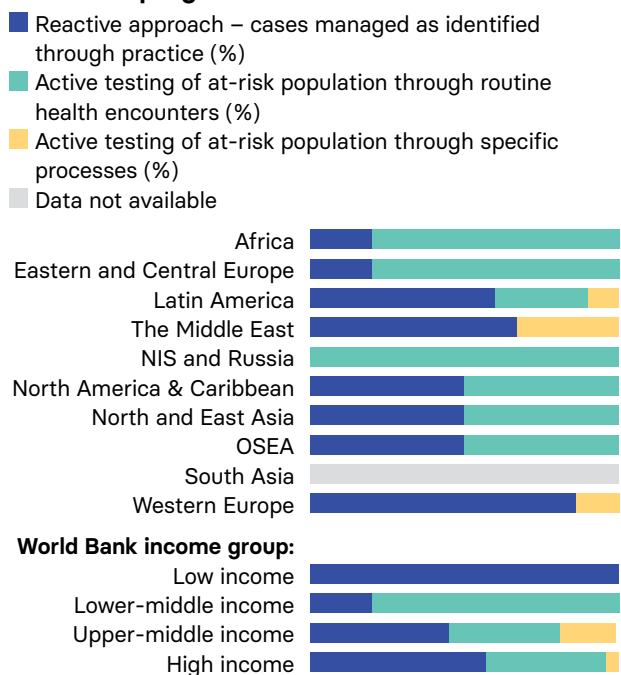 Reactive approach – cases managed as identified
through practice (%)
Active testing of at-risk population through routine
health encounters (%)
Active testing of at-risk population through specific
processes (%)
Data not available
Africa
Eastern and Central Europe
Latin America
The Middle East
NIS and Russia
North America & Caribbean
North and East Asia
OSEA
South Asia
Western Europe
World Bank income group:
Low income
Lower-middle income
Upper-middle income
High income